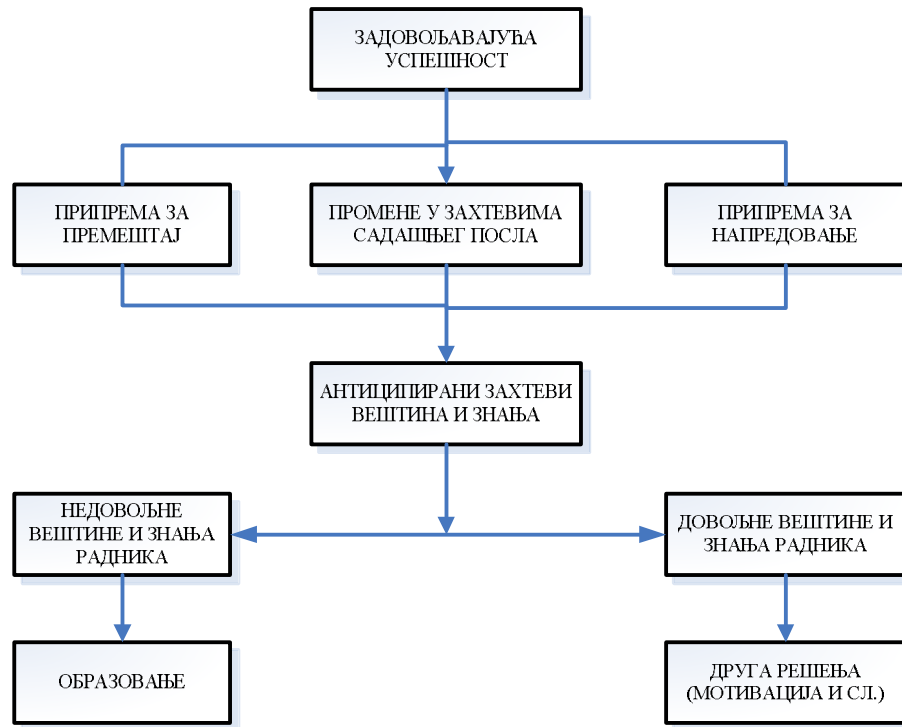 ЗАДОВОЉАВАЈУЋА
УСПЕШНОСТ
ПРИПРЕМА ЗА
ПРЕМЕШТАЈ
ПРОМЕНЕ У ЗАХТЕВИМА
САДАШЊЕГ ПОСЛА
ПРИПРЕМА ЗА
НАПРЕДОВАЊЕ
АНТИЦИПИРАНИ ЗАХТЕВИ
ВЕШТИНА И ЗНАЊА
НЕДОВОЉНЕ
ВЕШТИНЕ И ЗНАЊА
РАДНИКА
ДОВОЉНЕ ВЕШТИНЕ И
ЗНАЊА РАДНИКА
ОБРАЗОВАЊЕ
ДРУГА РЕШЕЊА
(МОТИВАЦИЈА И СЛ.)